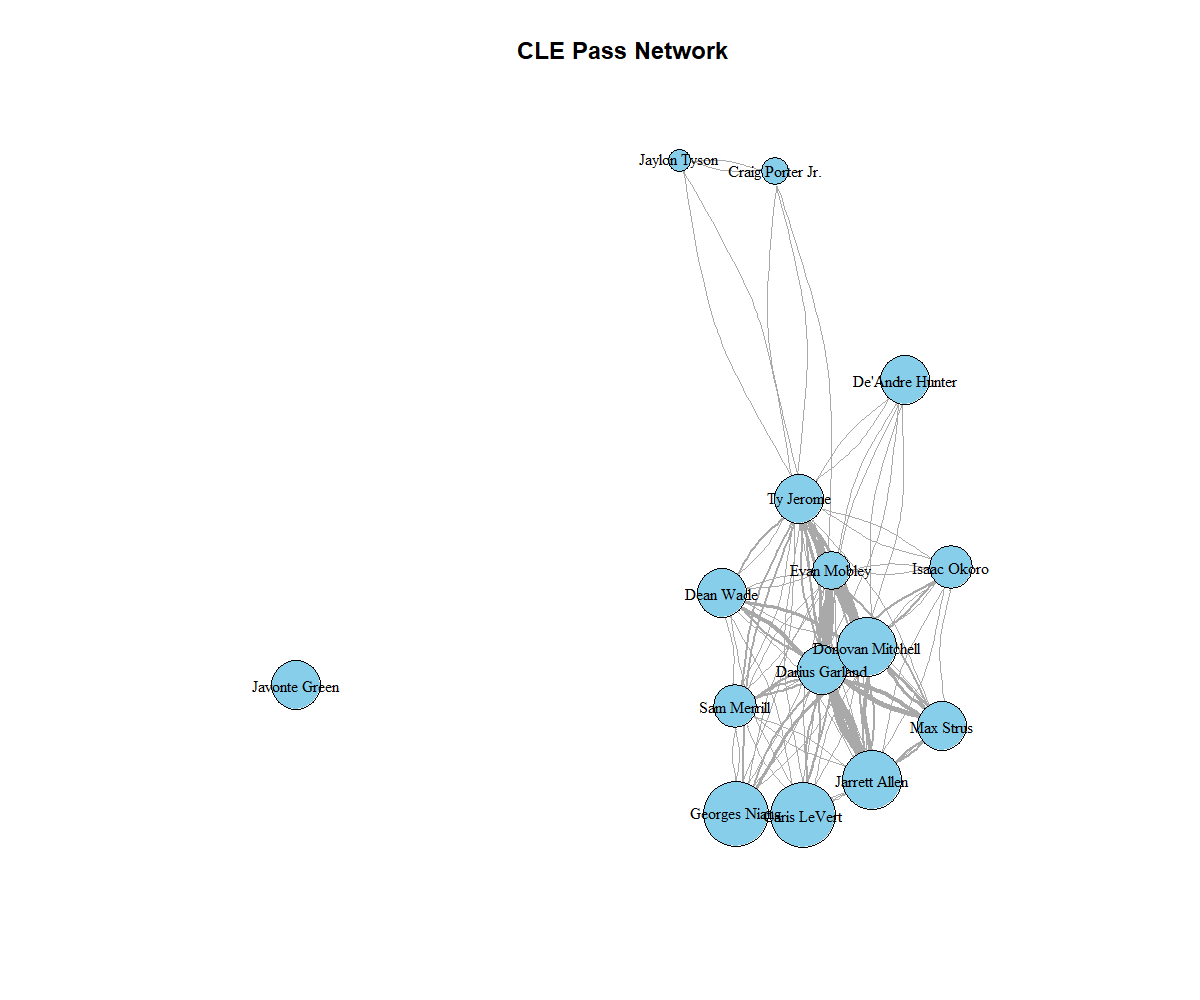 CLE Pass Network
Jaylon Tyson
Craig Porter Jr.
De'Andre Hunter
Ty Jerome
Evan Mobley
Isaac Okoro
Dean Wade
Donovan Mitchell
Darius Garland
Javonte Green
Sam Merrill
Max Strus
Jarrett Allen
Georges Niang
Caris LeVert